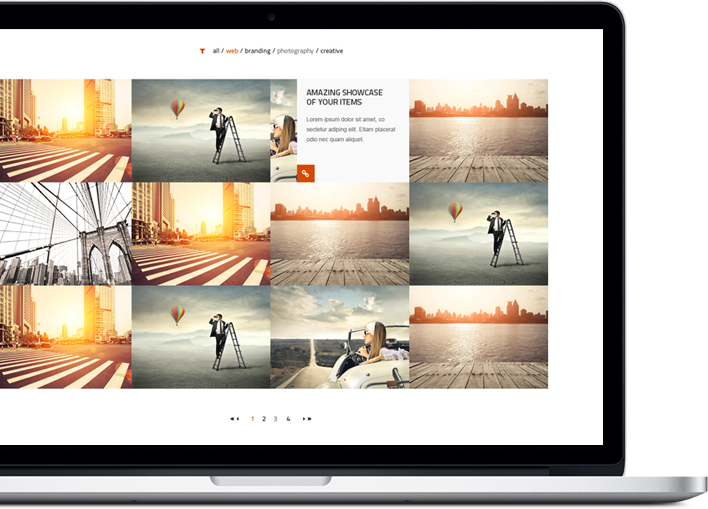 all / web / branding / photography / creative
AMAZING SHOWCASE
OF YOUR ITEMS
Lorem ipsum dolor sit amet, co
sectetur adiping elit. Etiam placerat
odio nec quam aliquet.
1 2 3 4